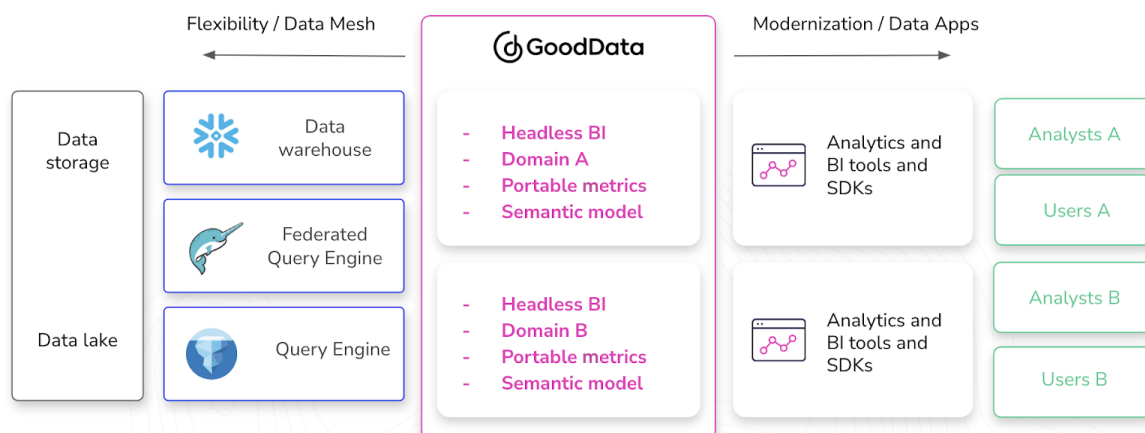 Flexibility / Data Mesh
GoodData
Modernization / Data Apps
Data
storage
Data lake
Data
warehouse
Federated
Query Engine
Query Engine
- Headless BI
- Domain A
- Portable metrics
- Semantic model
- Headless BI
- Domain B
- Portable metrics
- Semantic model
Analytics and
BI tools and
SDKs
Analytics and
BI tools and
SDKs
Analysts A
Users A
Analysts B
Users B